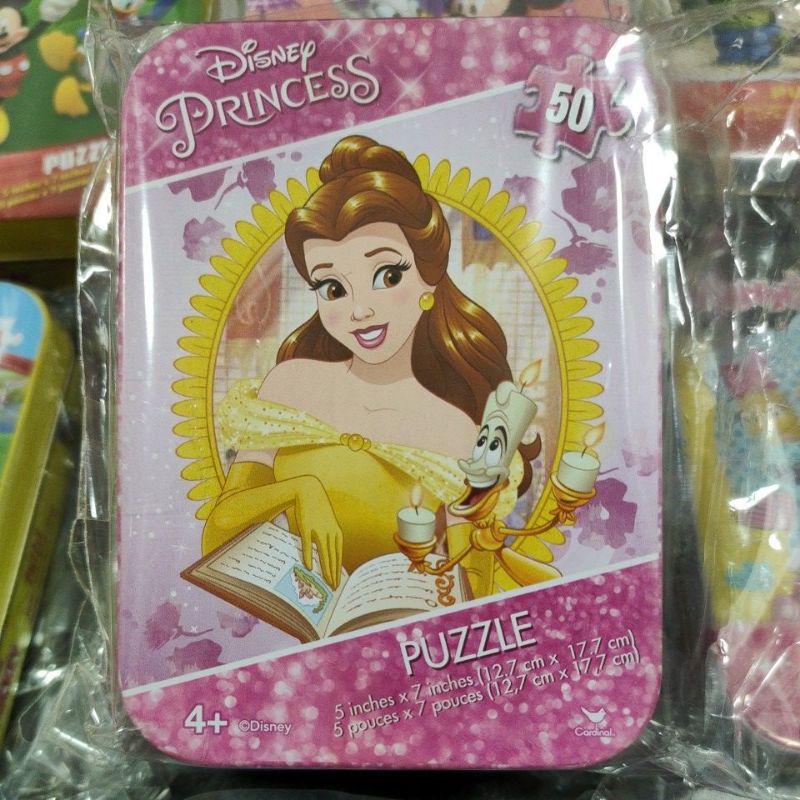 Disney
PRINCESS
50
PUZZLE
5 inches x 7 inches (12.7 cm x 17.7 cm)
5 pouces x 7 pouces (12,7 cm x 17,7 cm)
4+ ©Disney
Cardinal